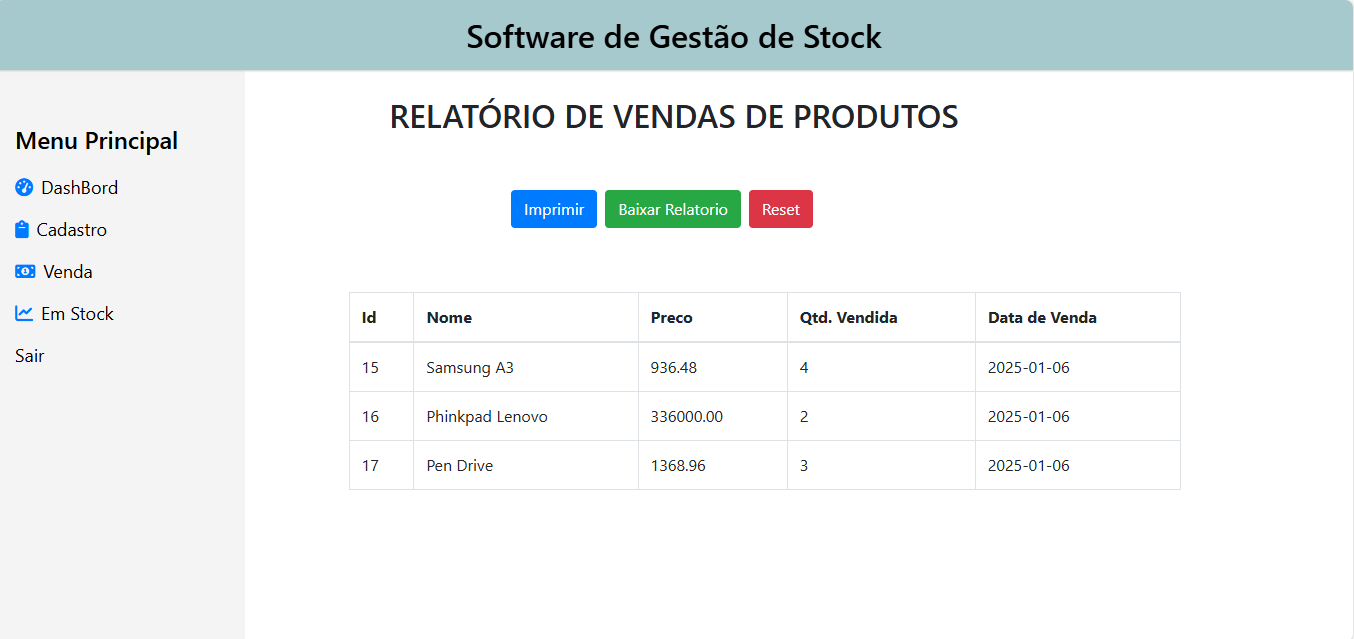 Software de Gestão de Stock
Menu Principal
DashBord
Cadastro
Venda
Em Stock
Sair
RELATÓRIO DE VENDAS DE PRODUTOS
Imprimir Baixar Relatorio Reset
Id Nome Preco Qtd. Vendida Data de Venda
15 Samsung A3 936.48 4 2025-01-06
16 Phinkpad Lenovo 336000.00 2 2025-01-06
17 Pen Drive 1368.96 3 2025-01-06